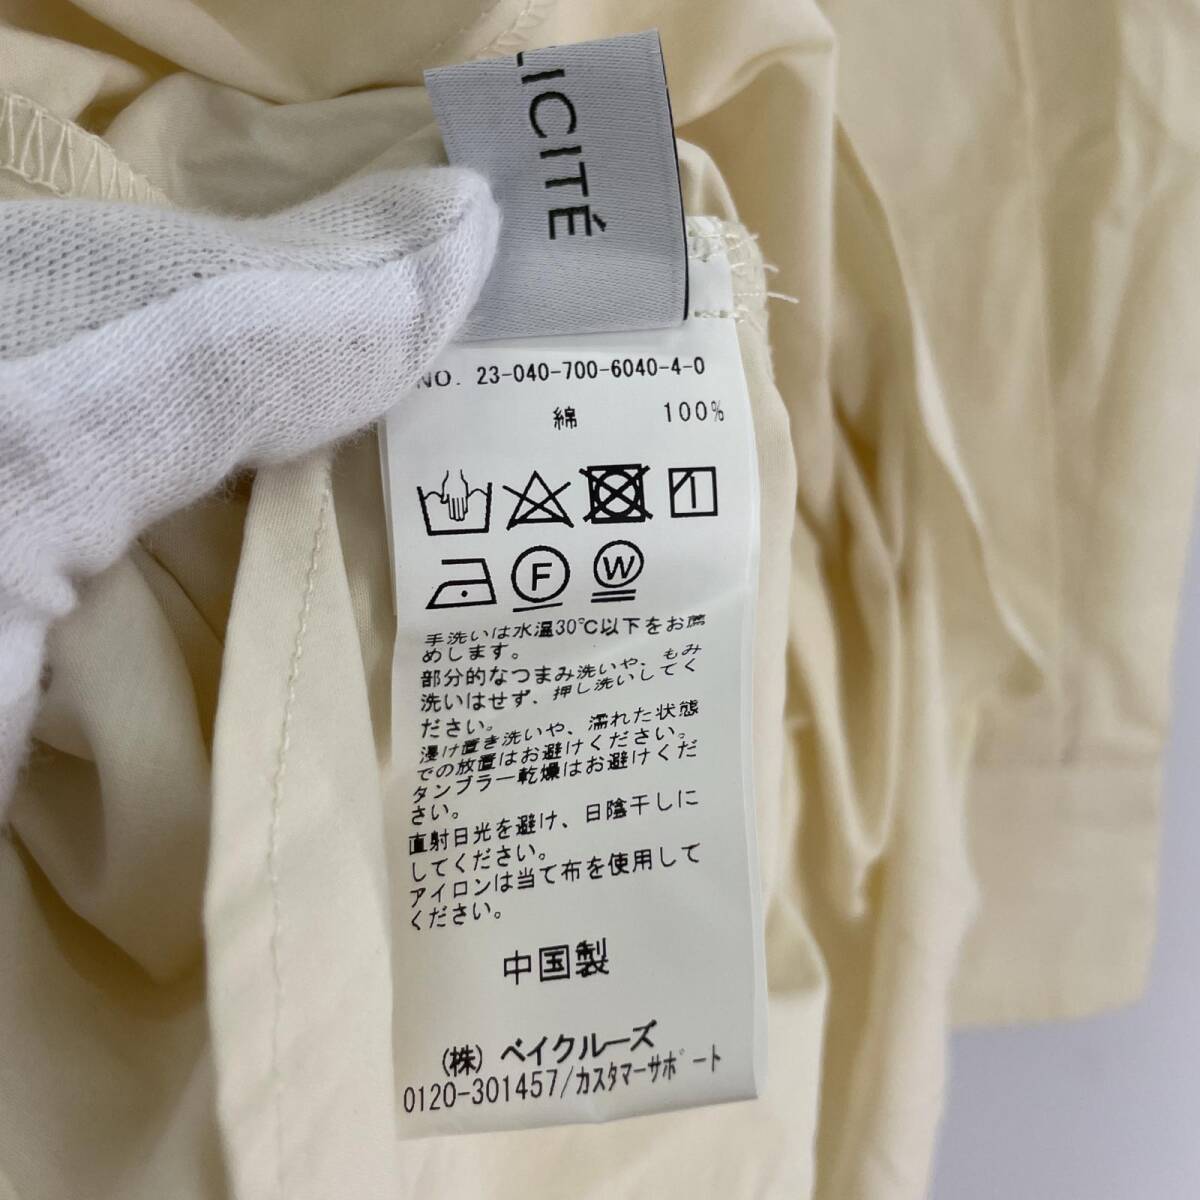 LICITÉ
NO. 23-040-700-6040-4-0
綿 100%
F W
手洗いは水温30℃以下をお薦
めします。
部分的なつまみ洗いや、もみ
洗いはせず、押し洗いしてく
ださい。
浸け置き洗いや、濡れた状態
での放置はお避けください。
タンブラー乾燥はお避けくだ
さい。
直射日光を避け、日陰干しに
してください。
アイロンは当て布を使用して
ください。
中国製
(株) ベイクルーズ
0120-301457/カスタマーサポート